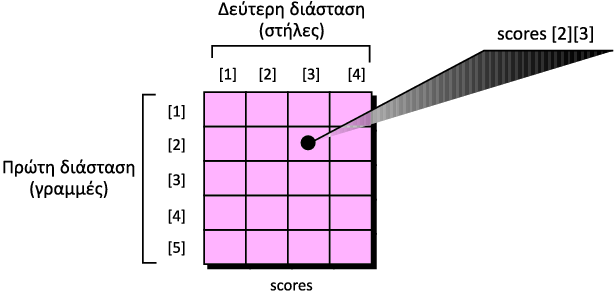 Δεύτερη διάσταση
(στήλες)
scores [2][3]
[1] [2] [3] [4]
[1]
[2]
Πρώτη διάσταση
(γραμμές)
[3]
[4]
[5]
scores